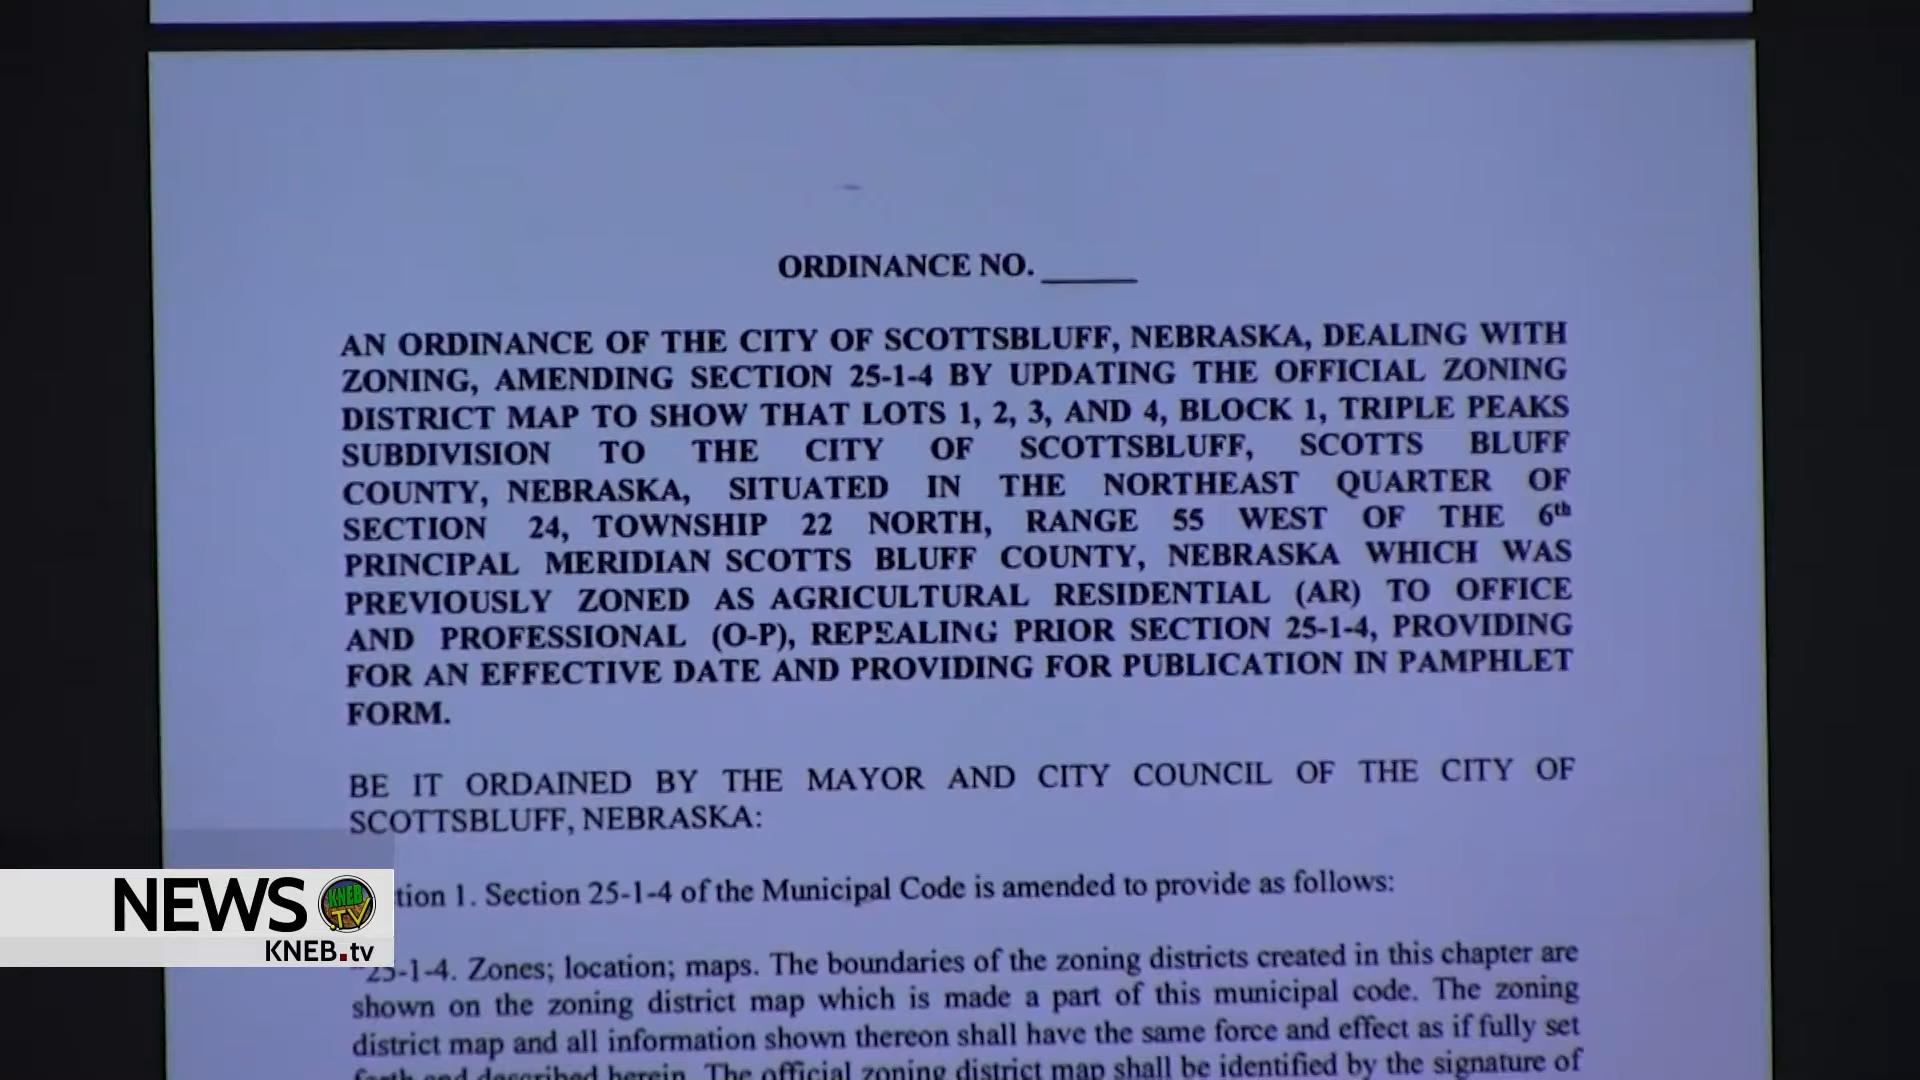 ORDINANCE NO. ______
AN ORDINANCE OF THE CITY OF SCOTTSBLUFF, NEBRASKA, DEALING WITH
ZONING, AMENDING SECTION 25-1-4 BY UPDATING THE OFFICIAL ZONING
DISTRICT MAP TO SHOW THAT LOTS 1, 2, 3, AND 4, BLOCK 1, TRIPLE PEAKS
SUBDIVISION TO THE CITY OF SCOTTSBLUFF, SCOTTS BLUFF
COUNTY, NEBRASKA, SITUATED IN THE NORTHEAST QUARTER OF
SECTION 24, TOWNSHIP 22 NORTH, RANGE 55 WEST OF THE 6th
PRINCIPAL MERIDIAN SCOTTS BLUFF COUNTY, NEBRASKA WHICH WAS
PREVIOUSLY ZONED AS AGRICULTURAL RESIDENTIAL (AR) TO OFFICE
AND PROFESSIONAL (O-P), REPEALING PRIOR SECTION 25-1-4, PROVIDING
FOR AN EFFECTIVE DATE AND PROVIDING FOR PUBLICATION IN PAMPHLET
FORM.
BE IT ORDAINED BY THE MAYOR AND CITY COUNCIL OF THE CITY OF
SCOTTSBLUFF, NEBRASKA:
tion 1. Section 25-1-4 of the Municipal Code is amended to provide as follows:
"25-1-4. Zones; location; maps. The boundaries of the zoning districts created in this chapter are
shown on the zoning district map which is made a part of this municipal code. The zoning
district map and all information shown thereon shall have the same force and effect as if fully set
forth and described herein. The official zoning district map shall be identified by the signature of
NEWS KNEB.TV
KNEB.tv